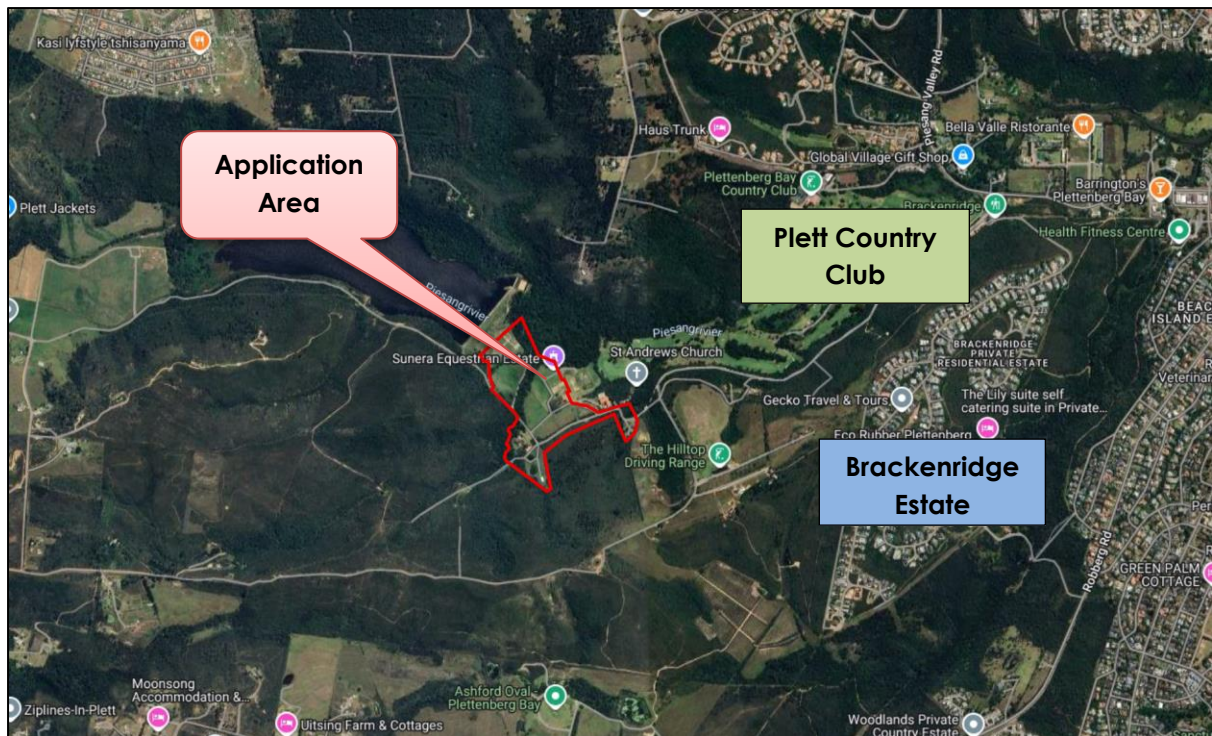 Kasi lyfstyle tshisanyama
Piesang Valley Rd
Haus Trunk
Bella Valle Ristorante
Global Village Gift Shop
Application
Area
Plettenberg Bay
Country Club
Barrington's
Plettenberg Bay
Plett Jackets
Brackenridge
Health Fitness Centre
Plett Country
Club
Piesangrivier
Piesangrivier
Sunera Equestrian Estate
St Andrews Church
BRACKENRIDGE
PRIVATE
RESIDENTIAL ESTATE
Gecko Travel & Tours
The Lily suite self
catering suite in Private...
Eco Rubber Plettenberg
The Hilltop
Driving Range
Brackenridge
Estate
Robberg Rd
GREEN PALM
COTTAGE
Moonsong
Accommodation &...
Ashford Oval -
Plettenberg Bay
Ziplines-In-Plett
Uitsing Farm & Cottages
Woodlands Private
Country Estate